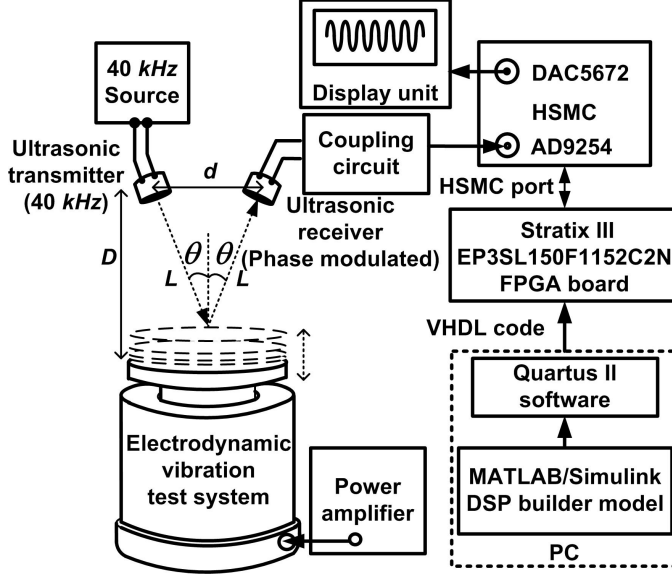 40 kHz
Source
Display unit
DAC5672
HSMC
AD9254
Ultrasonic
transmitter
(40 kHz)
d
Coupling
circuit
HSMC port
Ultrasonic
receiver
(Phase modulated)
D
θ θ
L L
Stratix III
EP3SL150F1152C2N
FPGA board
VHDL code
Quartus II
software
Electrodynamic
vibration
test system
Power
amplifier
MATLAB/Simulink
DSP builder model
PC